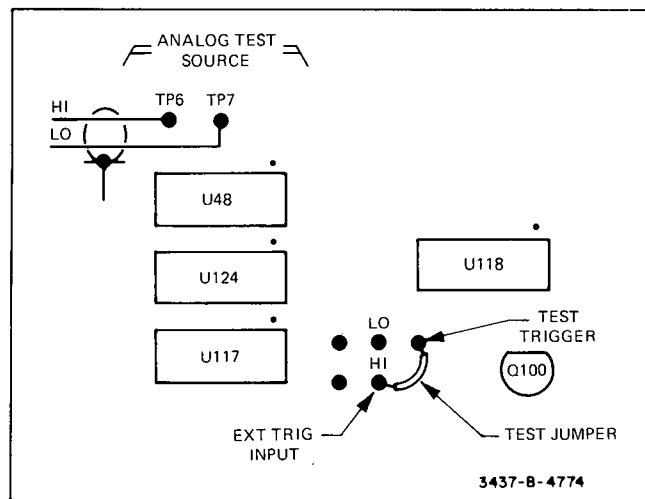 ANALOG TEST
SOURCE
HI
TP6
TP7
LO
U48
U124
U118
U117
LO
TEST
TRIGGER
HI
Q100
EXT TRIG
INPUT
TEST JUMPER
3437-B-4774